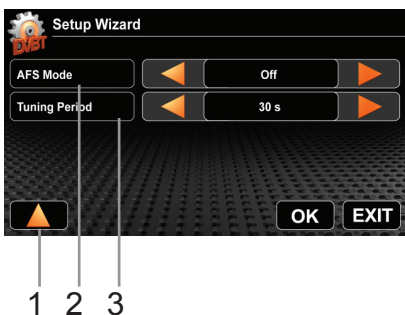 Setup Wizard
DVBT
AFS Mode Off
Tuning Period 30 s
OK EXIT
1 2 3